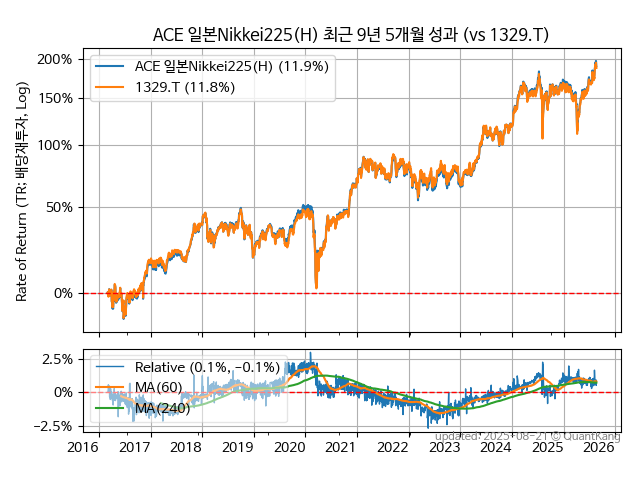 ACE 일본Nikkei225(H) 최근 9년 5개월 성과 (vs 1329.T)
Rate of Return (TR: 배당재투자, Log)
200%
150%
100%
50%
0%
ACE 일본Nikkei225(H) (11.9%)
1329.T (11.8%)
2.5%
0%
−2.5%
Relative (0.1%, −0.1%)
MA(60)
MA(240)
2016 2017 2018 2019 2020 2021 2022 2023 2024 2025 2026
updated: 2025-08-21 © QuantKang